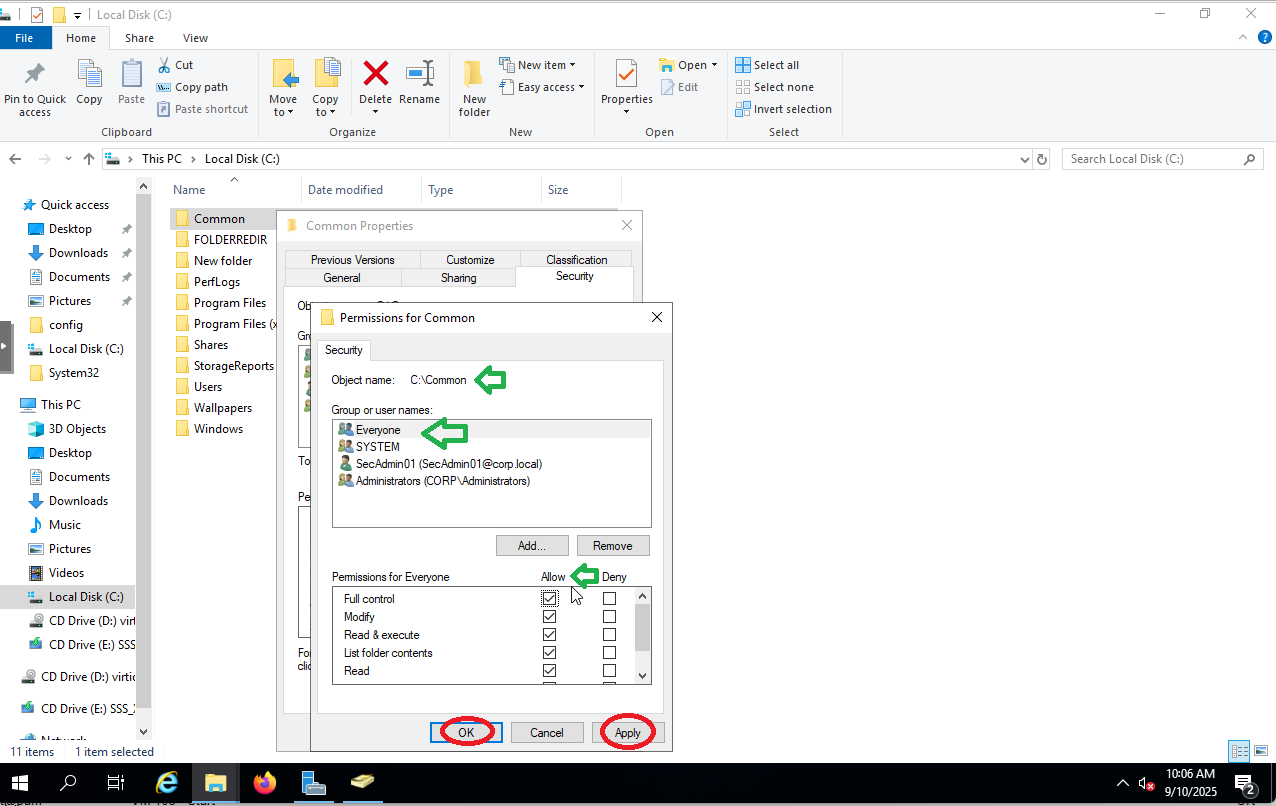 Local Disk (C:)
File Home Share View
Pin to Quick access
Copy
Paste
Cut
Copy path
Paste shortcut
Clipboard
Move to
Copy to
Delete
Rename
Organize
New folder
New item
Easy access
New
Properties
Open
Edit
Open
Select all
Select none
Invert selection
Select
This PC > Local Disk (C:)
Search Local Disk (C:)
Name Date modified Type Size
Quick access
Desktop
Downloads
Documents
Pictures
config
Local Disk (C:)
System32
This PC
3D Objects
Desktop
Documents
Downloads
Music
Pictures
Videos
Local Disk (C:)
CD Drive (D:) virt
CD Drive (E:) SSS
CD Drive (D:) virtio
CD Drive (E:) SSS_X
Network
Common
FOLDERREDIR
New folder
PerfLogs
Program Files
Program Files (x
Shares
StorageReports
Users
Wallpapers
Windows
Common Properties
Previous Versions Customize Classification
General Sharing Security
Permissions for Common
Security
Object name: C:\Common
Group or user names:
Everyone
SYSTEM
SecAdmin01 (SecAdmin01@corp.local)
Administrators (CORP\Administrators)
Add... Remove
Permissions for Everyone Allow Deny
Full control
Modify
Read & execute
List folder contents
Read
OK Cancel Apply
11 items 1 item selected
10:06 AM
9/10/2025
2